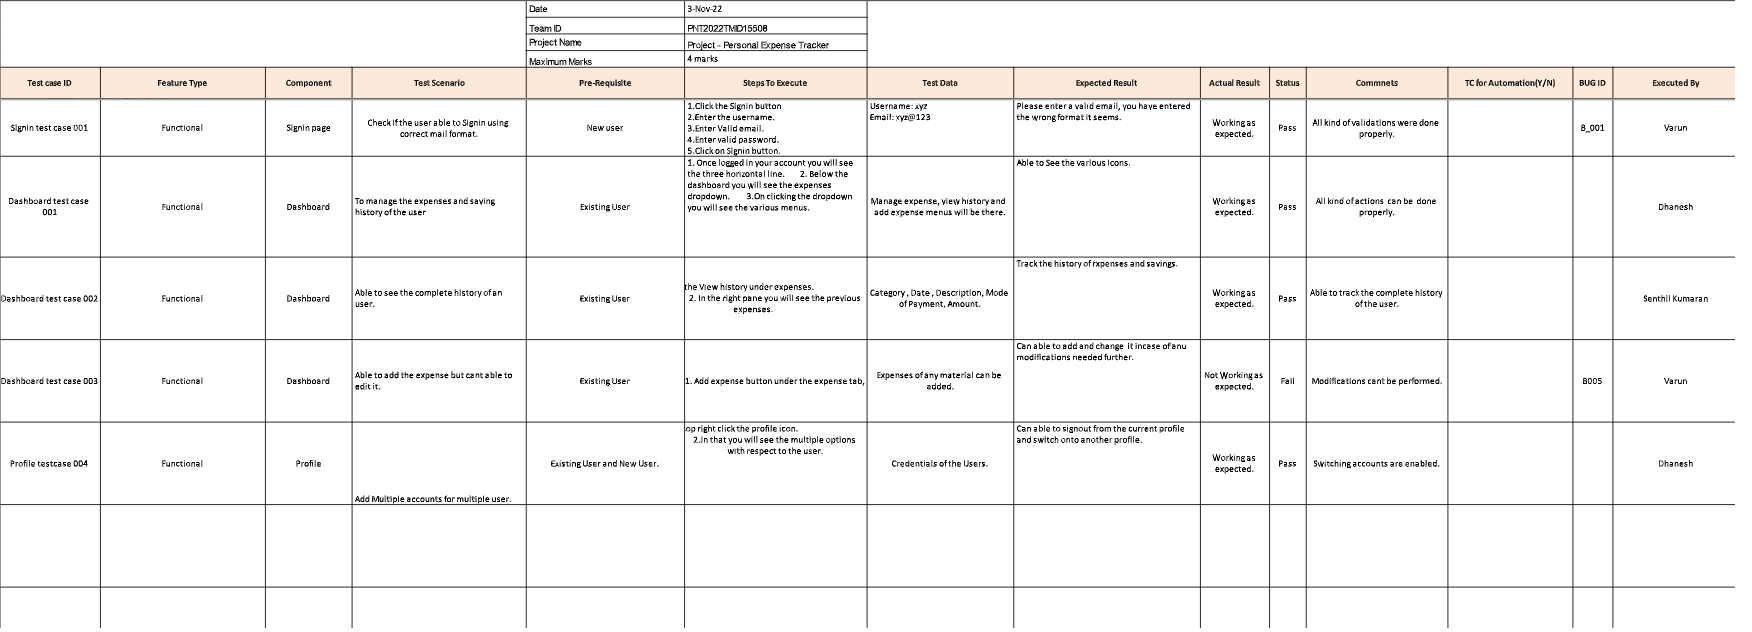 Date 3-Nov-22
Team ID PNT2022TMID15508
Project Name Project - Personal Expense Tracker
Maximum Marks 4 marks
Test case ID Feature Type Component Test Scenario Pre-Requisite Steps To Execute Test Data Expected Result Actual Result Status Commnets TC for Automation(Y/N) BUG ID Executed By
Signin test case 001
Functional
Signin page
Check if the user able to Signin using
correct mail format.
New user
1.Click the Signin button
2.Enter the username.
3.Enter Valid email.
4.Enter valid password.
5.Click on Signin button.
Username: xyz
Email: xyz@123
Please enter a valid email, you have entered
the wrong format it seems.
Working as
expected.
Pass
All kind of validations were done
properly.
B_001
Varun
Dashboard test case
001
Functional
Dashboard
To manage the expenses and saving
history of the user
Existing User
1. Once logged in your account you will see
the three horizontal line. 2. Below the
dashboard you will see the expenses
dropdown. 3.On clicking the dropdown
you will see the various menus.
Manage expense, view history and
add expense menus will be there.
Able to See the various Icons.
Working as
expected.
Pass
All kind of actions can be done
properly.
Dhanesh
Dashboard test case 002
Functional
Dashboard
Able to see the complete history of an
user.
Existing User
the View history under expenses.
2. In the right pane you will see the previous
expenses.
Category , Date , Description, Mode
of Payment, Amount.
Track the history of rxpenses and savings.
Working as
expected.
Pass
Able to track the complete history
of the user.
Senthil Kumaran
Dashboard test case 003
Functional
Dashboard
Able to add the expense but cant able to
edit it.
Existing User
1. Add expense button under the expense tab,
Expenses of any material can be
added.
Can able to add and change it incase of anu
modifications needed further.
Not Working as
expected.
Fail
Modifications cant be performed.
B005
Varun
Profile testcase 004
Functional
Profile
Add Multiple accounts for multiple user.
Existing User and New User.
op right click the profile icon.
2.In that you will see the multiple options
with respect to the user.
Credentials of the Users.
Can able to signout from the current profile
and switch onto another profile.
Working as
expected.
Pass
Switching accounts are enabled.
Dhanesh